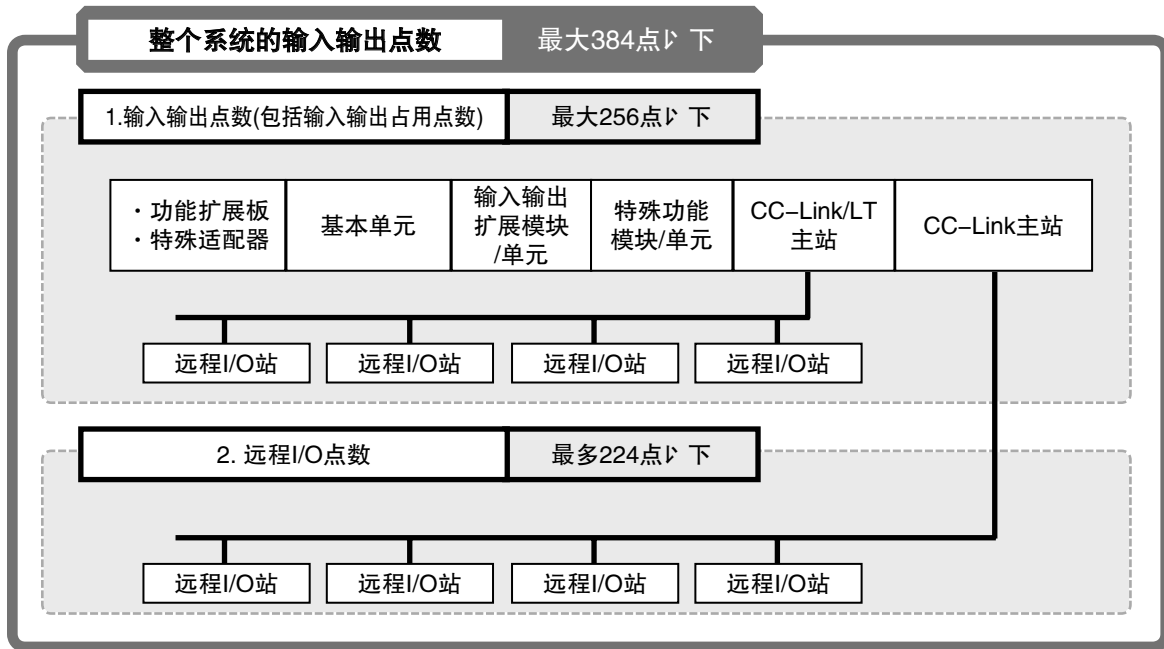 整个系统的输入输出点数 最大384点以下
1.输入输出点数(包括输入输出占用点数) 最大256点以下
・功能扩展板
・特殊适配器
基本单元
输入输出
扩展模块
/单元
特殊功能
模块/单元
CC–Link/LT
主站
CC–Link主站
远程I/O站 远程I/O站 远程I/O站 远程I/O站
2. 远程I/O点数 最多224点以下
远程I/O站 远程I/O站 远程I/O站 远程I/O站